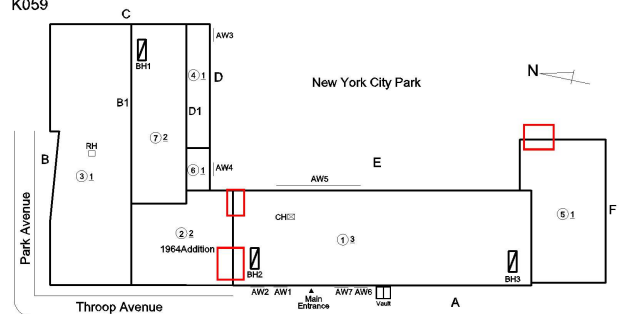 K059
C
AW3
BH1
④ 1
D
New York City Park
N
B1
D1
⑦ 2
RH
B
③ 1
⑥ 1
AW4
E
AW5
Park Avenue
⑤ 1
F
CH
② 2
① 3
1964Addition
BH2
BH3
AW2 AW1
Main
Entrance
AW7 AW6
Vault
A
Throop Avenue